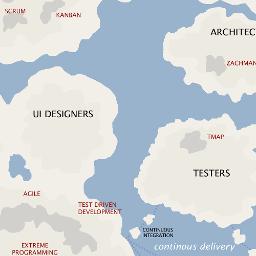 SCRUM
KANBAN
ARCHITEC
ZACHMAN
UI DESIGNERS
TMAP
TESTERS
AGILE
TEST DRIVEN
DEVELOPMENT
CONTINUOUS
INTEGRATION
continous delivery
EXTREME
PROGRAMMING